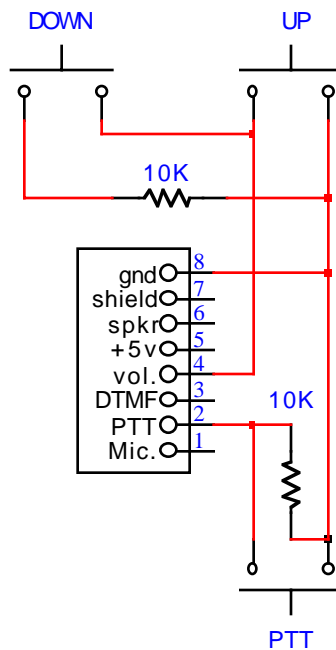 DOWN UP
10K
gnd 8
shield 7
spkr 6
+5v 5
vol. 4
DTMF 3
PTT 2
Mic. 1
10K
PTT